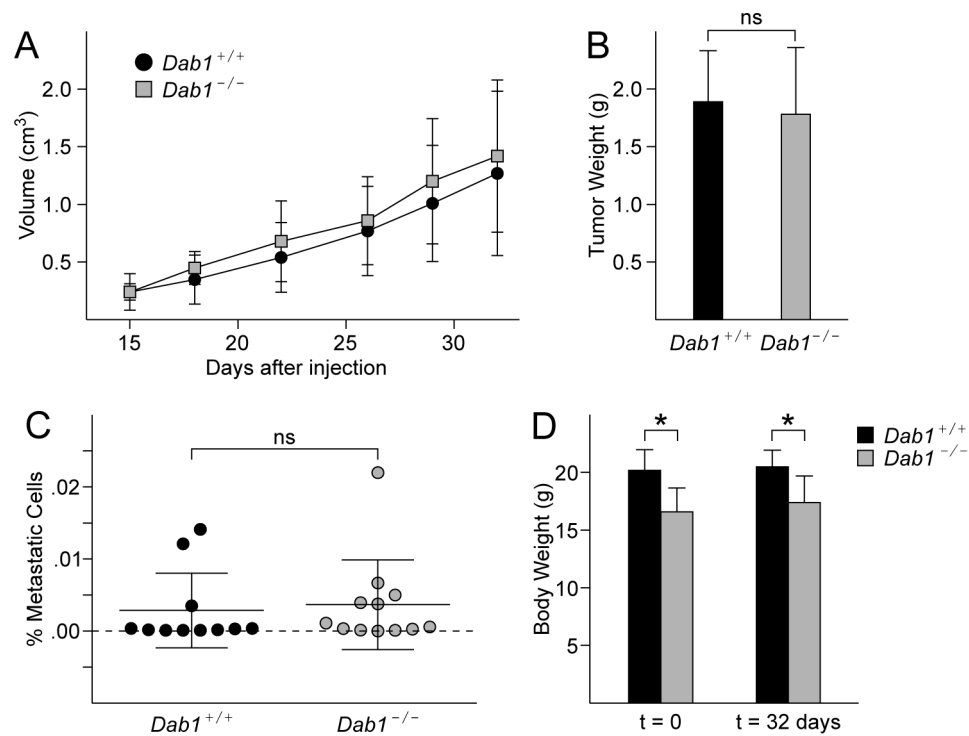 A
Dab1 +/+
Dab1 −/−
Volume (cm3)
2.0
1.5
1.0
0.5
15 20 25 30
Days after injection
B
ns
Tumor Weight (g)
2.0
1.5
1.0
0.5
Dab1 +/+ Dab1 −/−
C
ns
% Metastatic Cells
.02
.01
.00
Dab1 +/+ Dab1 −/−
D
* *
Dab1 +/+
Dab1 −/−
Body Weight (g)
20
15
10
5
t = 0 t = 32 days